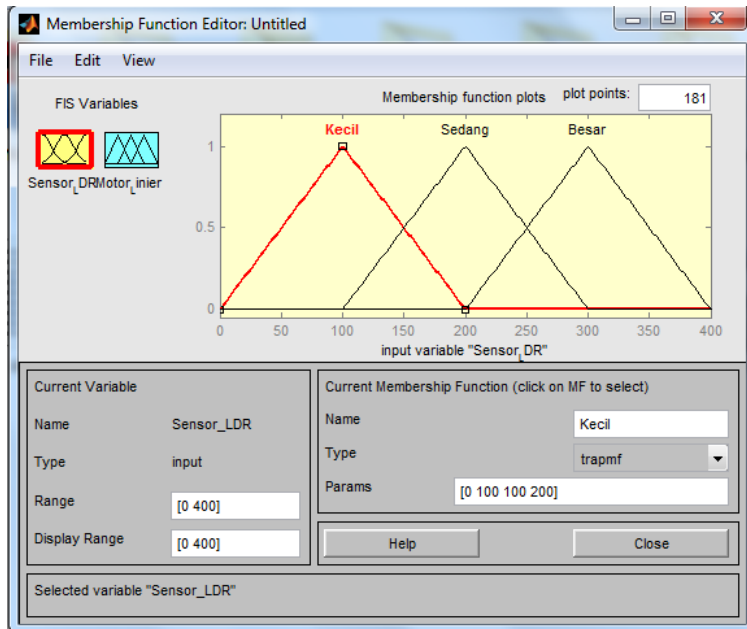 Membership Function Editor: Untitled
File Edit View
FIS Variables
Membership function plots plot points: 181
Sensor_LDR Motor_Linier
Kecil Sedang Besar
1
0.5
0
0 50 100 150 200 250 300 350 400
input variable "Sensor_LDR"
Current Variable
Name Sensor_LDR
Type input
Range [0 400]
Display Range [0 400]
Current Membership Function (click on MF to select)
Name Kecil
Type trapmf
Params [0 100 100 200]
Help Close
Selected variable "Sensor_LDR"